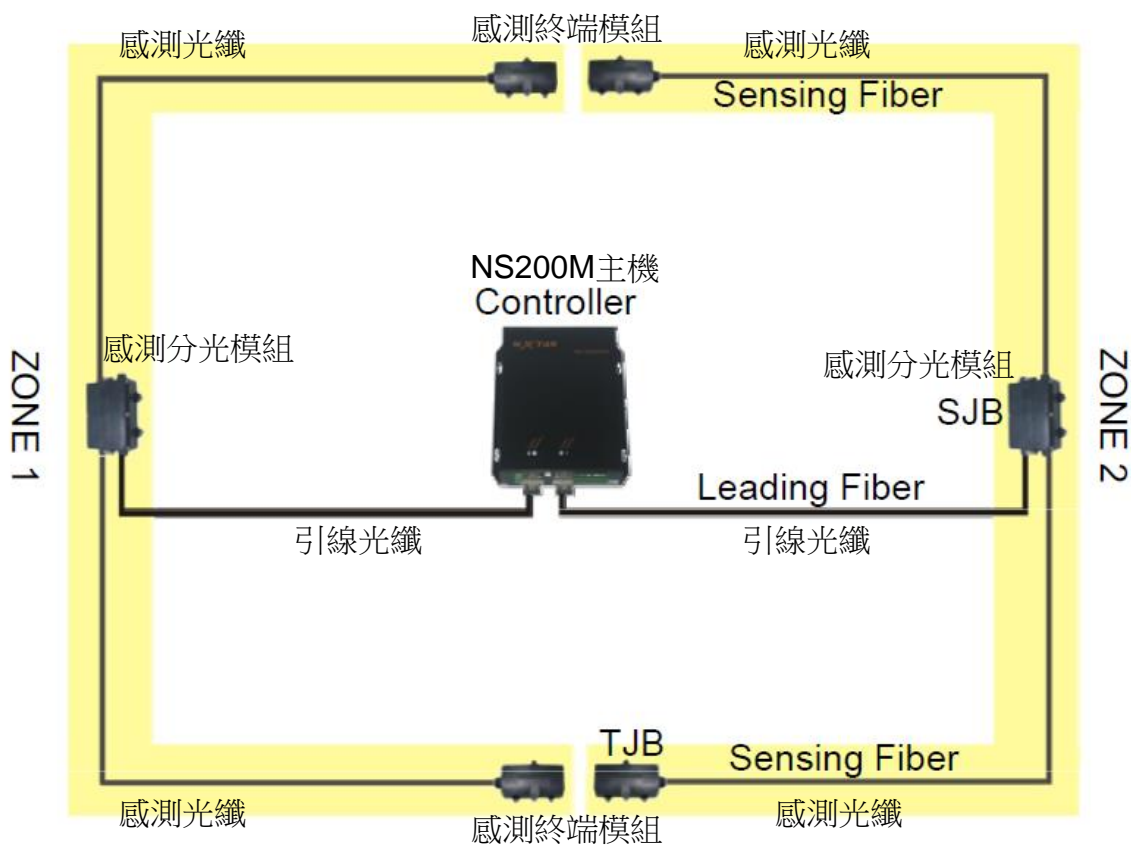 感測光纖
感測終端模組
感測光纖
Sensing Fiber
NS200M主機
Controller
感測分光模組
感測分光模組
SJB
ZONE 1
ZONE 2
Leading Fiber
引線光纖
引線光纖
TJB
Sensing Fiber
感測光纖
感測終端模組
感測光纖